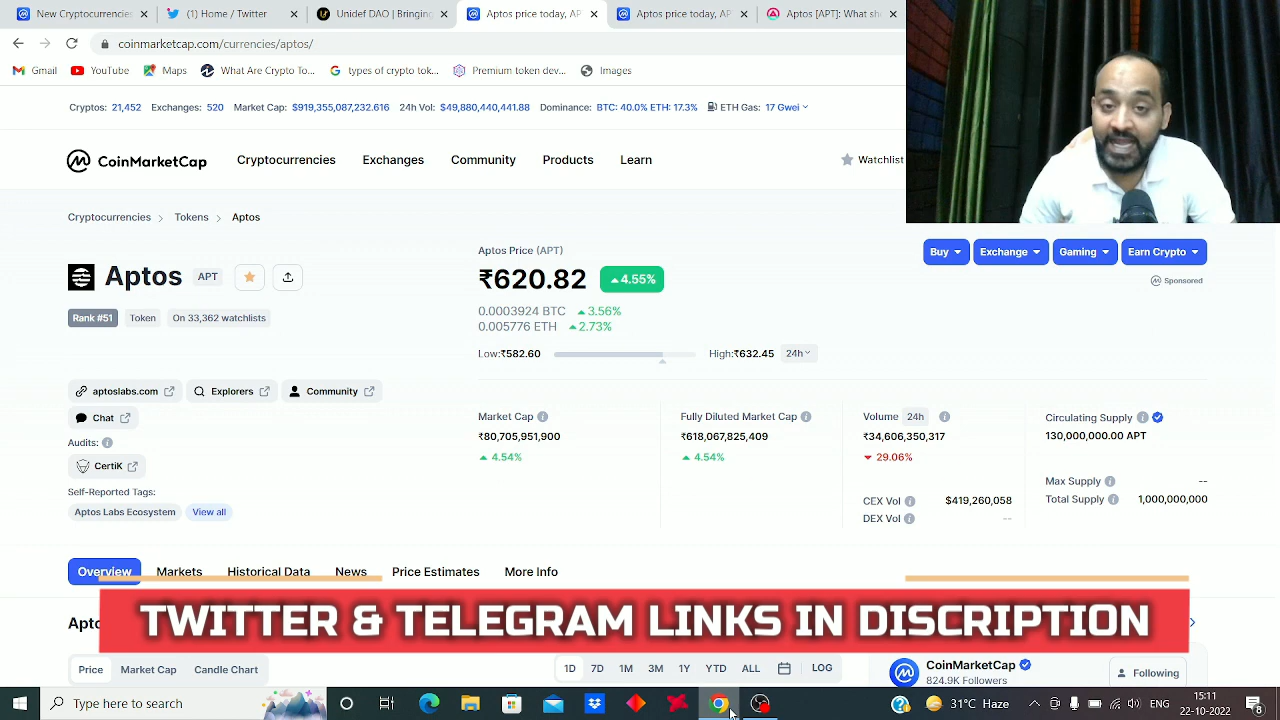 New
(3) Home / Twitter
Unifier Deal3 | Bringing
Aptos price today, AP
Aptos price today, AP
Aptos [APT]: What's sh
coinmarketcap.com/currencies/aptos/
Gmail
YouTube
Maps
What Are Crypto To...
types of crypto tok...
Premium token dev...
Images
Cryptos: 21,452 Exchanges: 520 Market Cap: $919,355,087,232.616 24h Vol: $49,880,440,441.88 Dominance: BTC: 40.0% ETH: 17.3% ETH Gas: 17 Gwei
CoinMarketCap
Cryptocurrencies Exchanges Community Products Learn
Watchlist
Cryptocurrencies > Tokens > Aptos
Aptos Price (APT)
Buy Exchange Gaming Earn Crypto
Aptos APT
₹620.82 4.55%
Sponsored
0.0003924 BTC 3.56%
Rank #51 Token On 33,362 watchlists
0.005776 ETH 2.73%
Low:₹582.60 High:₹632.45 24h
aptoslabs.com Explorers Community
Chat
Market Cap
Fully Diluted Market Cap
Volume 24h
Circulating Supply
₹80,705,951,900
₹618,067,825,409
₹34,606,350,317
130,000,000.00 APT
Audits:
4.54%
4.54%
29.06%
CertiK
Max Supply --
Self-Reported Tags:
CEX Vol $419,260,058
Total Supply 1,000,000,000
Aptos Labs Ecosystem View all
DEX Vol --
Overview Markets Historical Data News Price Estimates More Info
TWITTER & TELEGRAM LINKS IN DISCRIPTION
Price Market Cap Candle Chart
1D 7D 1M 3M 1Y YTD ALL LOG
CoinMarketCap
824.9K Followers
Following
Type here to search
31°C Haze
15:11
22-10-2022
8